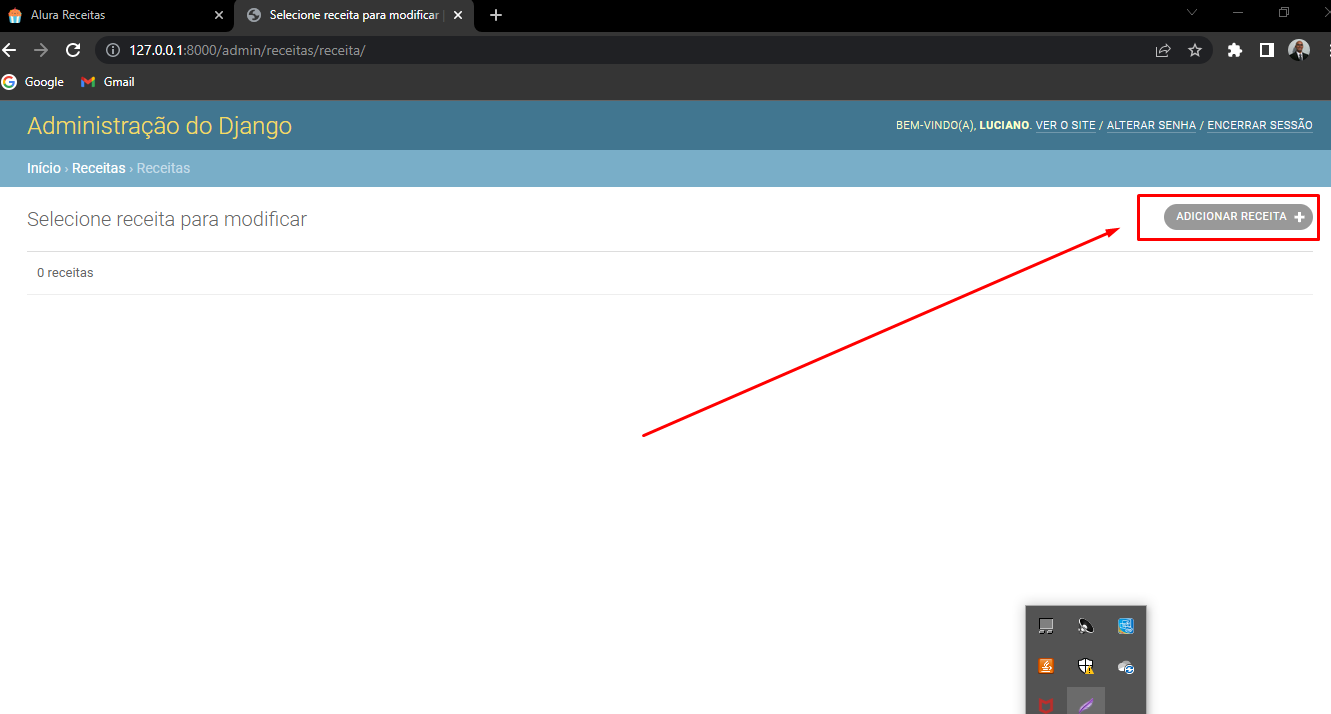 Alura Receitas
Selecione receita para modificar
127.0.0.1:8000/admin/receitas/receita/
Google Gmail
Administração do Django
BEM-VINDO(A), LUCIANO. VER O SITE / ALTERAR SENHA / ENCERRAR SESSÃO
Início › Receitas › Receitas
Selecione receita para modificar
ADICIONAR RECEITA +
0 receitas